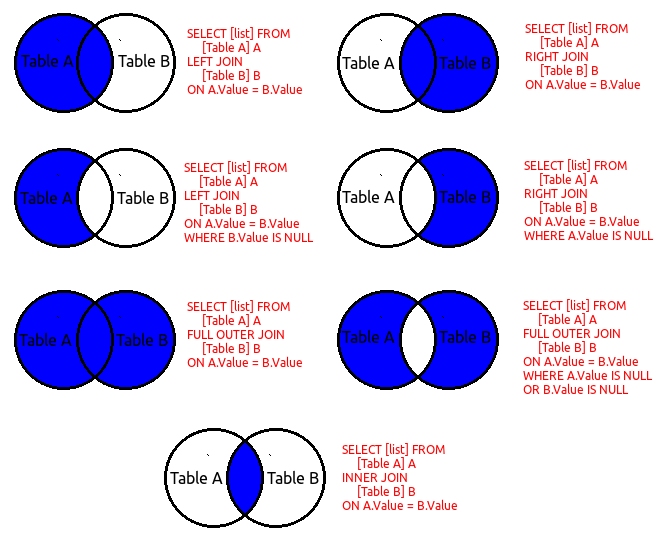 Table A
Table B
SELECT [list] FROM
[Table A] A
LEFT JOIN
[Table B] B
ON A.Value = B.Value
Table A
Table B
SELECT [list] FROM
[Table A] A
RIGHT JOIN
[Table B] B
ON A.Value = B.Value
Table A
Table B
SELECT [list] FROM
[Table A] A
LEFT JOIN
[Table B] B
ON A.Value = B.Value
WHERE B.Value IS NULL
Table A
Table B
SELECT [list] FROM
[Table A] A
RIGHT JOIN
[Table B] B
ON A.Value = B.Value
WHERE A.Value IS NULL
Table A
Table B
SELECT [list] FROM
[Table A] A
FULL OUTER JOIN
[Table B] B
ON A.Value = B.Value
Table A
Table B
SELECT [list] FROM
[Table A] A
FULL OUTER JOIN
[Table B] B
ON A.Value = B.Value
WHERE A.Value IS NULL
OR B.Value IS NULL
Table A
Table B
SELECT [list] FROM
[Table A] A
INNER JOIN
[Table B] B
ON A.Value = B.Value